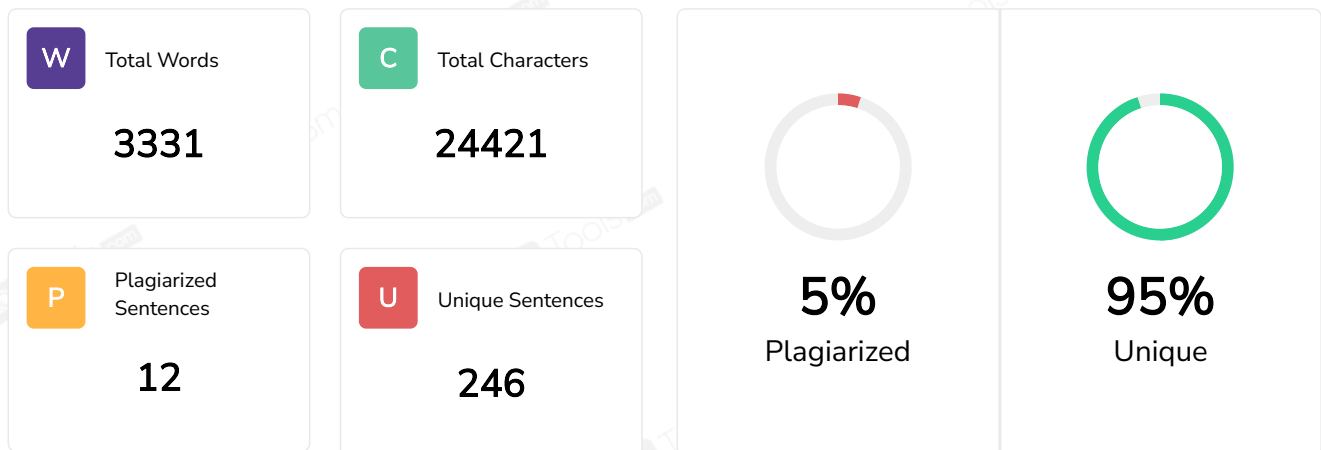 W
Total Words
3331
C
Total Characters
24421
P
Plagiarized
Sentences
12
U
Unique Sentences
246
5%
Plagiarized
95%
Unique